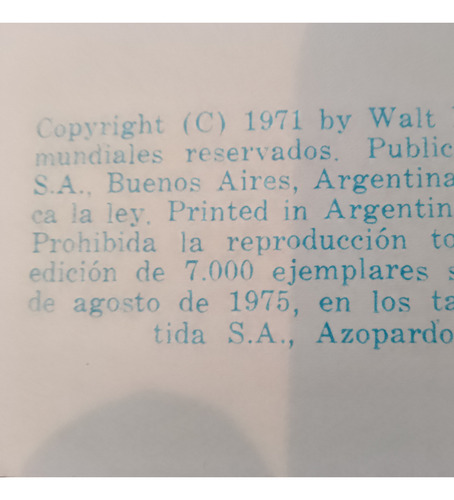 Copyright (C) 1971 by Walt
mundiales reservados. Public
S.A., Buenos Aires, Argentina
ca la ley. Printed in Argentin
Prohibida la reproducción to
edición de 7.000 ejemplares s
de agosto de 1975, en los ta
tida S.A., Azopardo